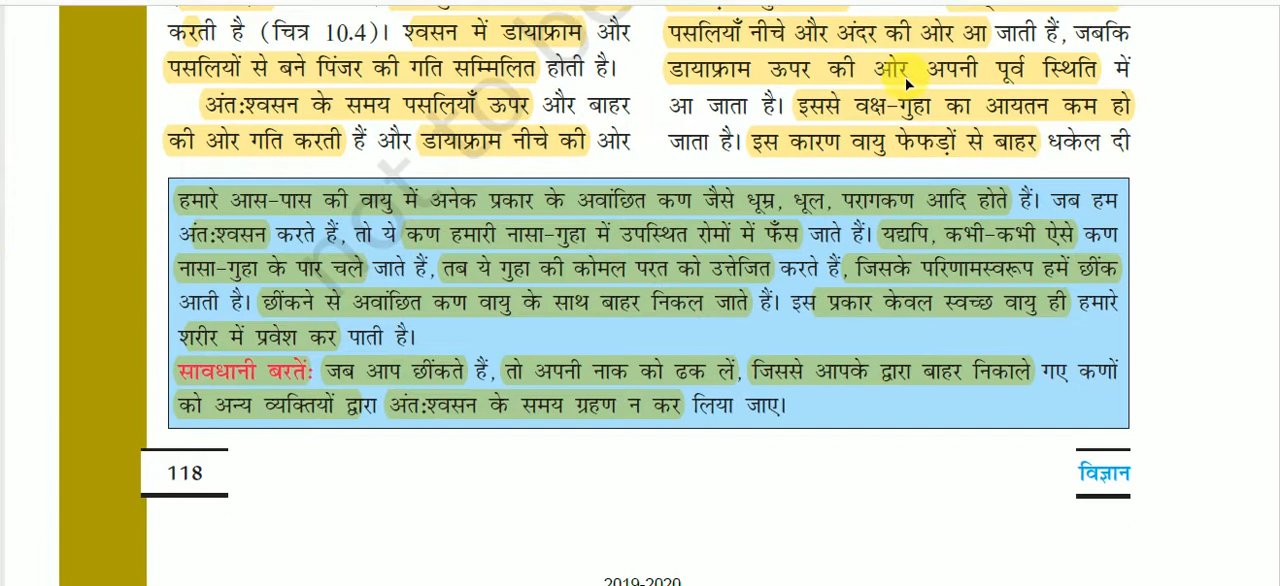 करती है (चित्र 10.4)। श्वसन में डायाफ्राम और
पसलियों से बने पिंजर की गति सम्मिलित होती है।
अंत:श्वसन के समय पसलियाँ ऊपर और बाहर
की ओर गति करती हैं और डायाफ्राम नीचे की ओर
पसलियाँ नीचे और अंदर की ओर आ जाती हैं, जबकि
डायाफ्राम ऊपर की ओर अपनी पूर्व स्थिति में
आ जाता है। इससे वक्ष-गुहा का आयतन कम हो
जाता है। इस कारण वायु फेफड़ों से बाहर धकेल दी
हमारे आस-पास की वायु में अनेक प्रकार के अवांछित कण जैसे धूम्र, धूल, परागकण आदि होते हैं। जब हम
अंत:श्वसन करते हैं, तो ये कण हमारी नासा-गुहा में उपस्थित रोमों में फँस जाते हैं। यद्यपि, कभी-कभी ऐसे कण
नासा-गुहा के पार चले जाते हैं, तब ये गुहा की कोमल परत को उत्तेजित करते हैं, जिसके परिणामस्वरूप हमें छींक
आती है। छींकने से अवांछित कण वायु के साथ बाहर निकल जाते हैं। इस प्रकार केवल स्वच्छ वायु ही हमारे
शरीर में प्रवेश कर पाती है।
सावधानी बरतें: जब आप छींकते हैं, तो अपनी नाक को ढक लें, जिससे आपके द्वारा बाहर निकाले गए कणों
को अन्य व्यक्तियों द्वारा अंत:श्वसन के समय ग्रहण न कर लिया जाए।
not to be
118
विज्ञान
2019-2020